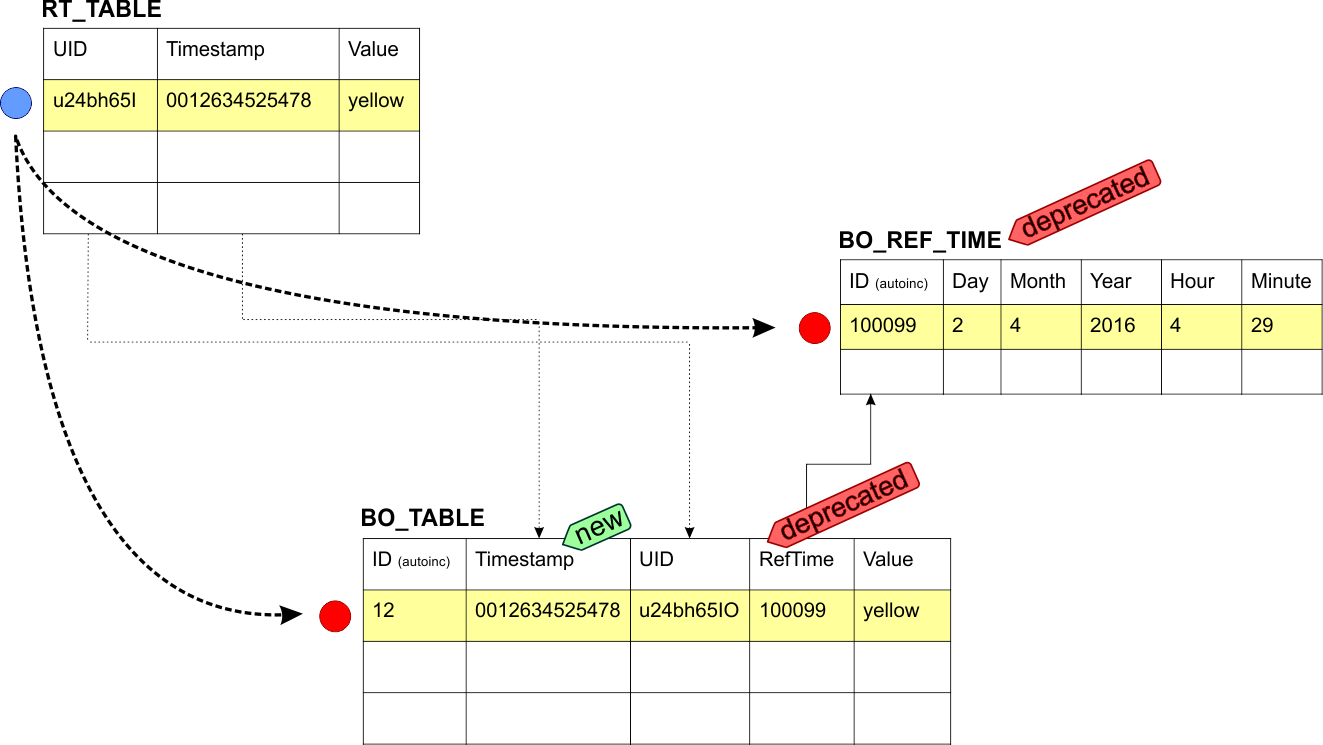 RT_TABLE
UID Timestamp Value
u24bh65I 0012634525478 yellow
deprecated
BO_REF_TIME
ID (autoinc) Day Month Year Hour Minute
100099 2 4 2016 4 29
deprecated
new
BO_TABLE
ID (autoinc) Timestamp UID RefTime Value
12 0012634525478 u24bh65IO 100099 yellow